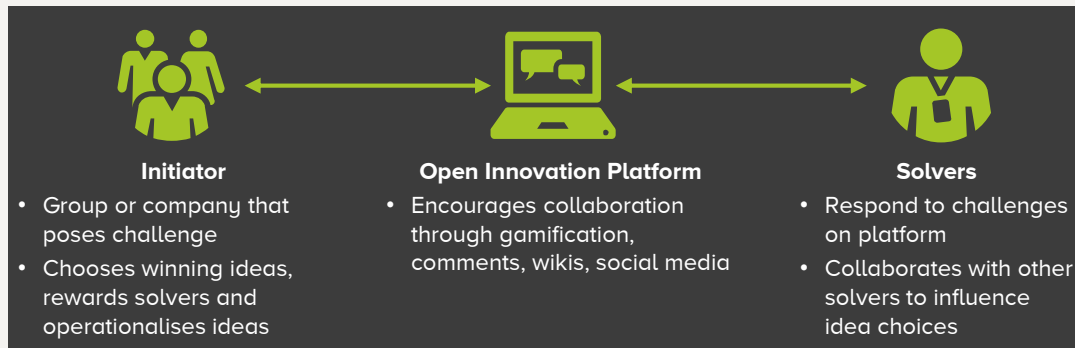 Initiator
• Group or company that
poses challenge
• Chooses winning ideas,
rewards solvers and
operationalises ideas
Open Innovation Platform
• Encourages collaboration
through gamification,
comments, wikis, social media
Solvers
• Respond to challenges
on platform
• Collaborates with other
solvers to influence
idea choices